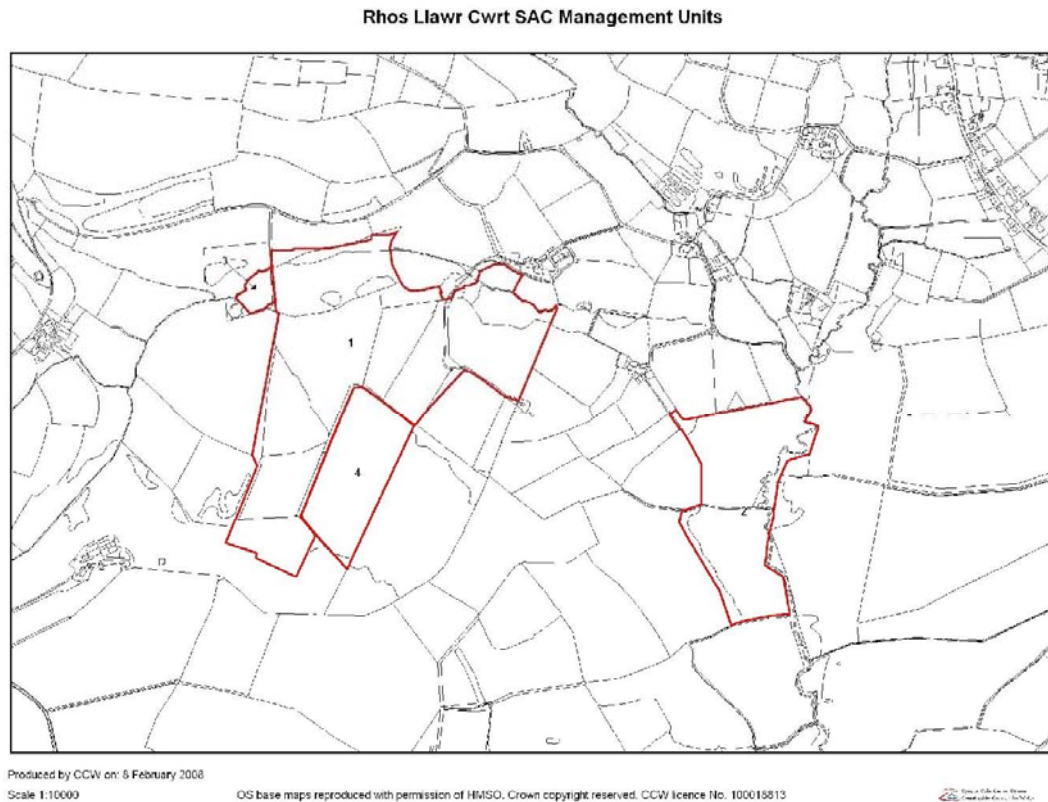 Rhos Llawr Cwrt SAC Management Units
1
4
Produced by CCW on: 8 February 2008
Scale 1:10000
OS base maps reproduced with permission of HMSO. Crown copyright reserved. CCW licence No. 100018813